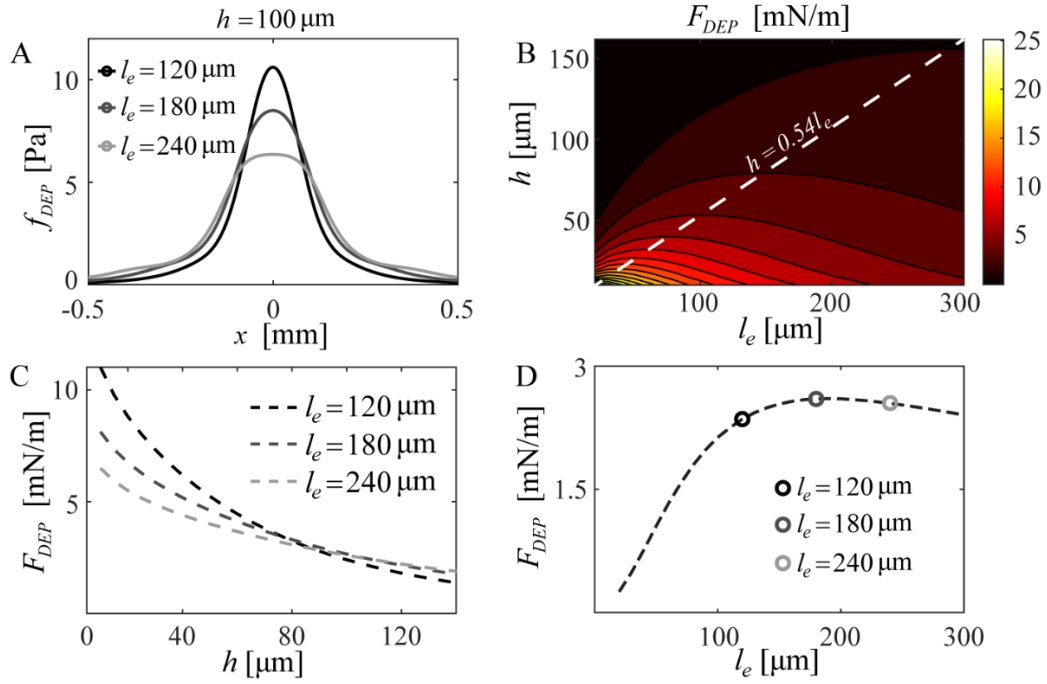 h = 100 μm
A
l_e = 120 μm
l_e = 180 μm
l_e = 240 μm
f_DEP [Pa]
10
5
0
-0.5
0
0.5
x [mm]
F_DEP [mN/m]
B
h = 0.54l_e
h [μm]
150
100
50
100
200
300
l_e [μm]
25
20
15
10
5
C
l_e = 120 μm
l_e = 180 μm
l_e = 240 μm
F_DEP [mN/m]
10
5
0
40
80
120
h [μm]
D
3
1.5
0
F_DEP [mN/m]
l_e = 120 μm
l_e = 180 μm
l_e = 240 μm
100
200
300
l_e [μm]